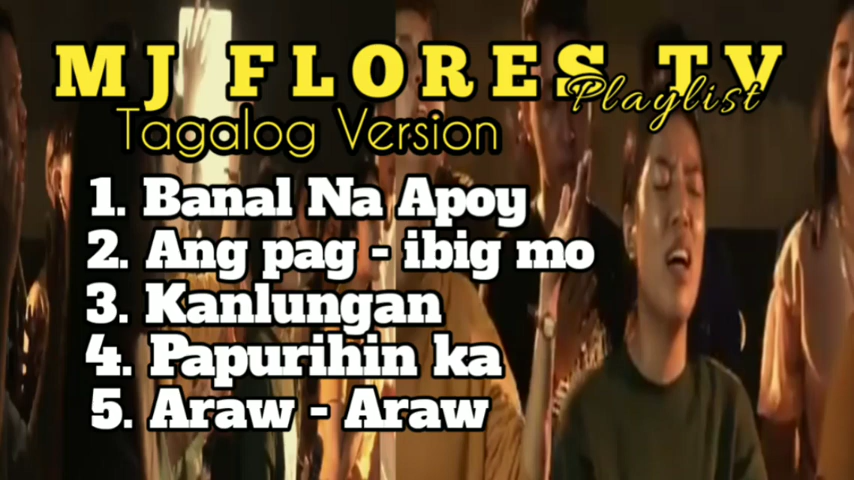 MJ FLORES TV
Playlist
Tagalog Version
1. Banal Na Apoy
2. Ang pag - ibig mo
3. Kanlungan
4. Papurihin ka
5. Araw - Araw